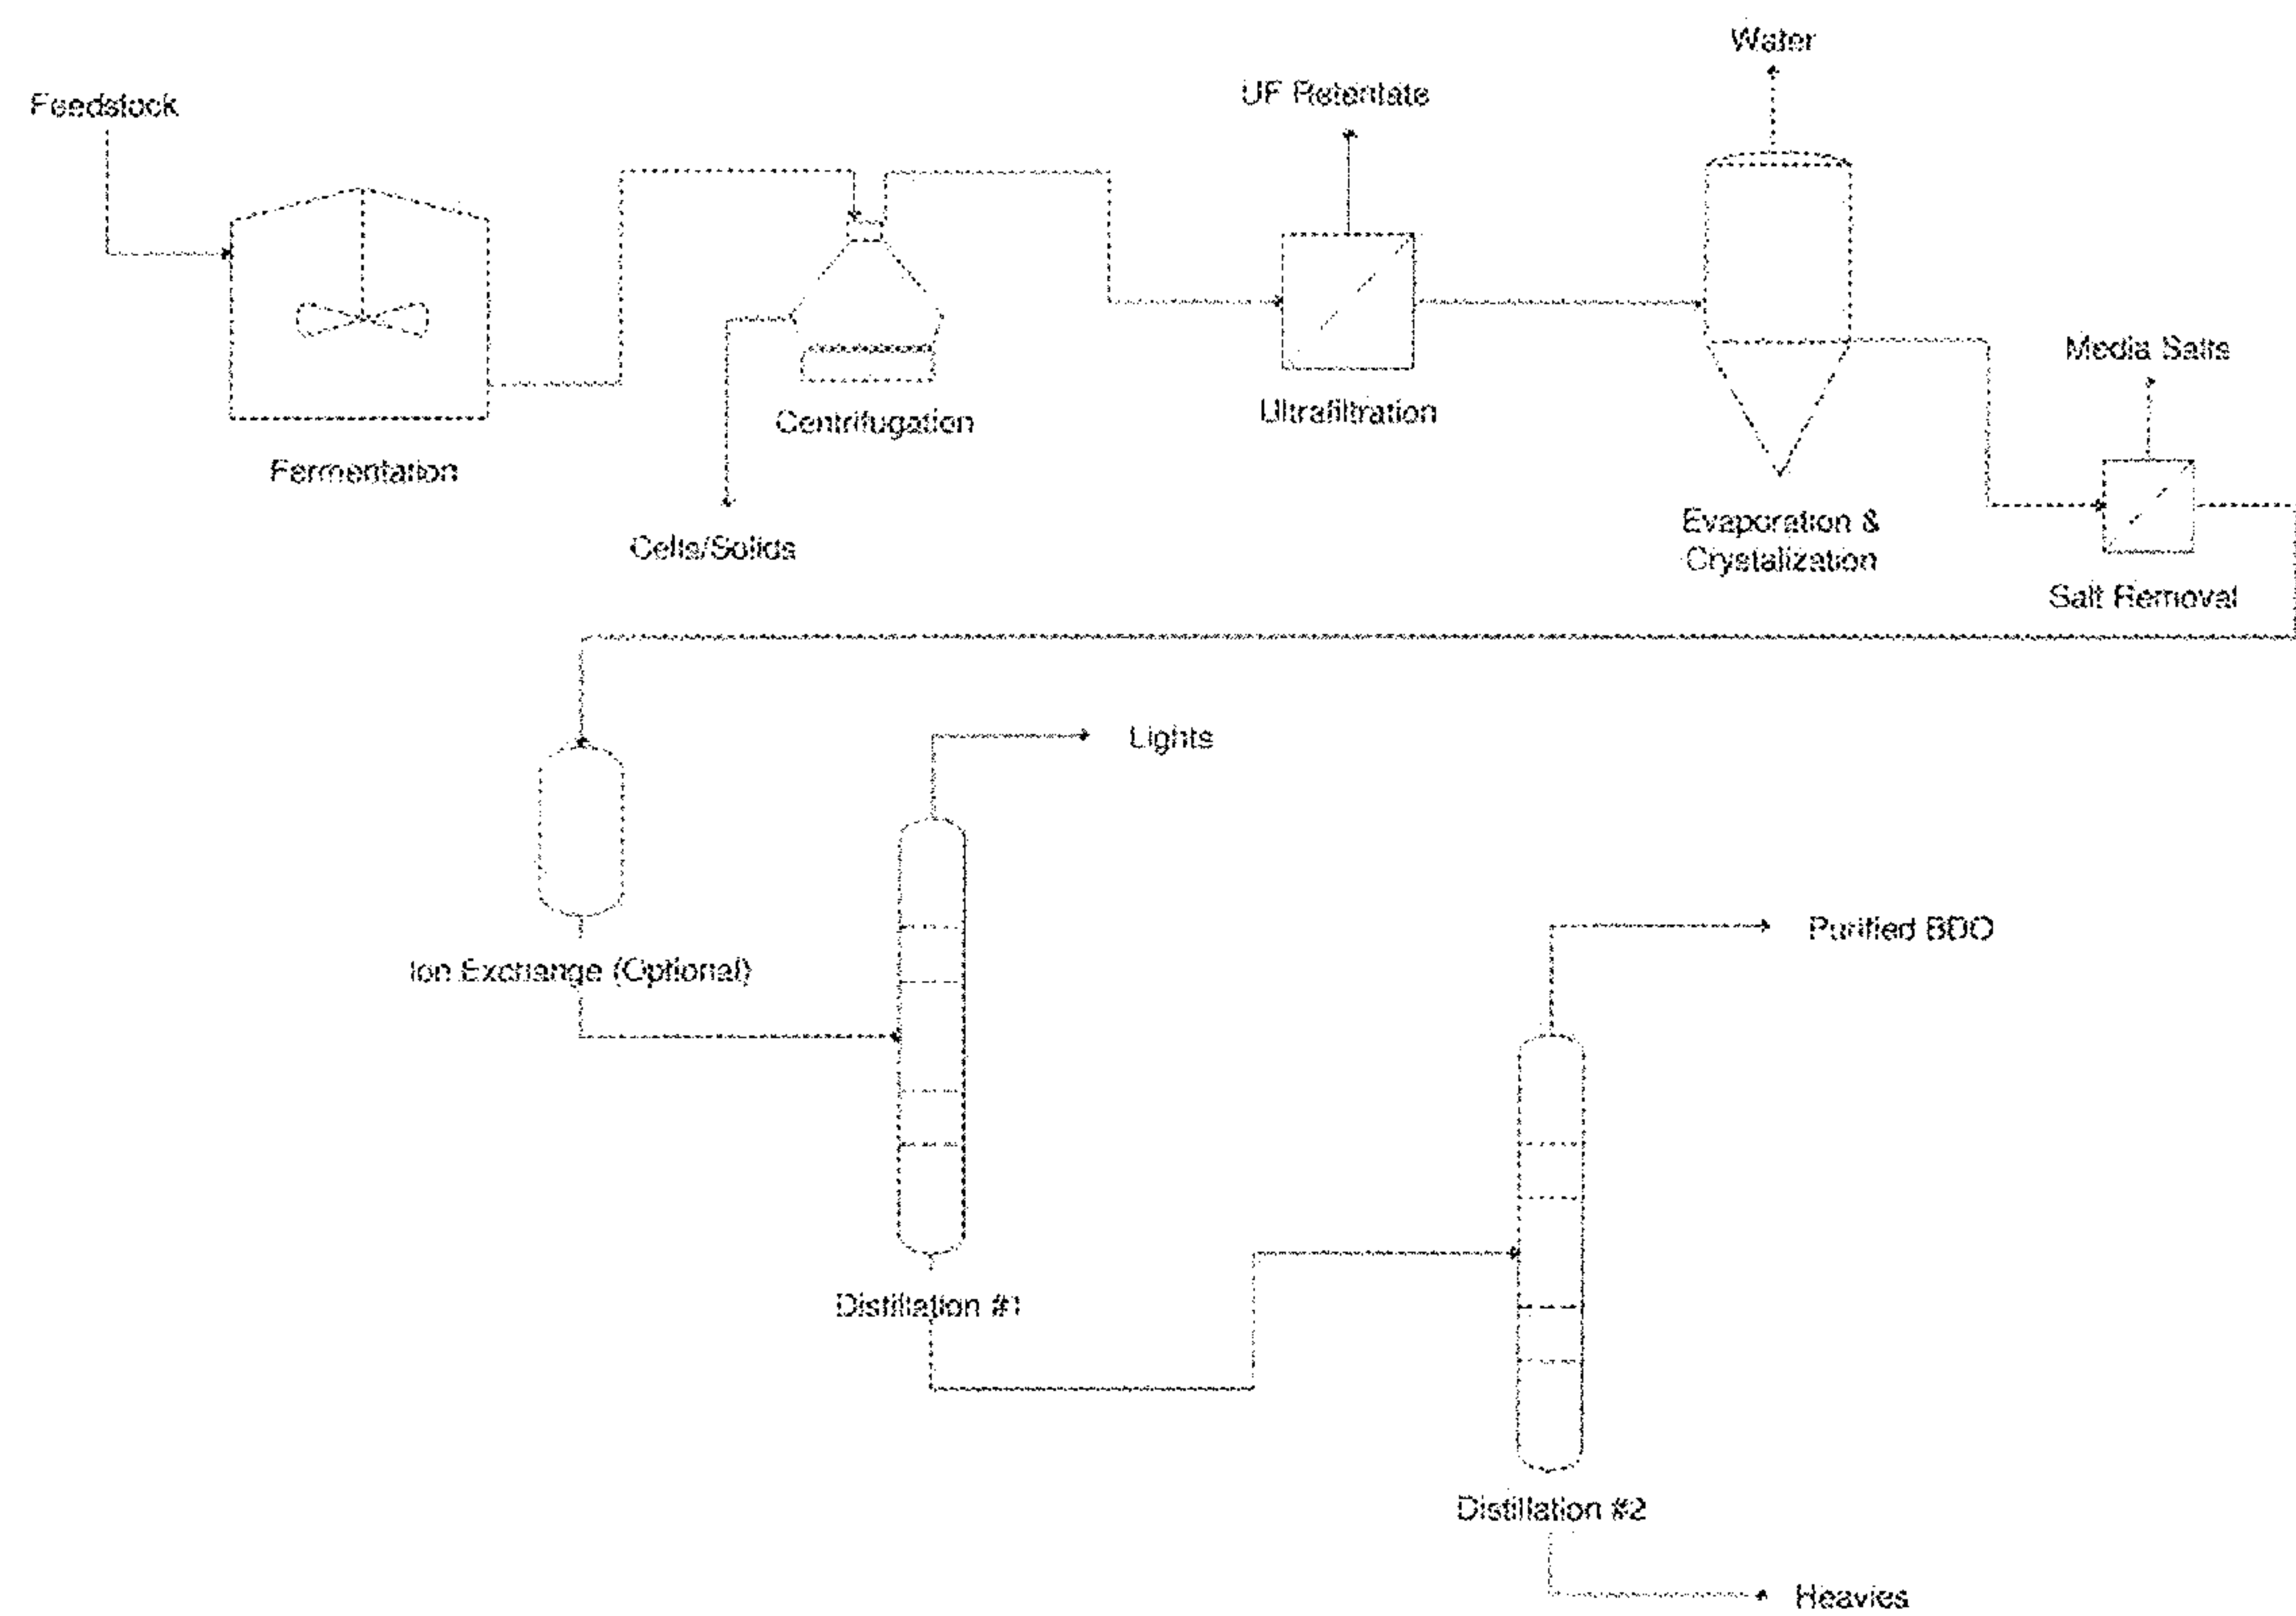 Water
UF Retentate
Feedstock
Media Salts
Ultrafiltration
Centrifugation
Fermentation
Evaporation &
Crystalization
Cells/Solids
Salt Removal
Lights
Purified BDO
Ion Exchange (Optional)
Distillation #1
Distillation #2
Heavies